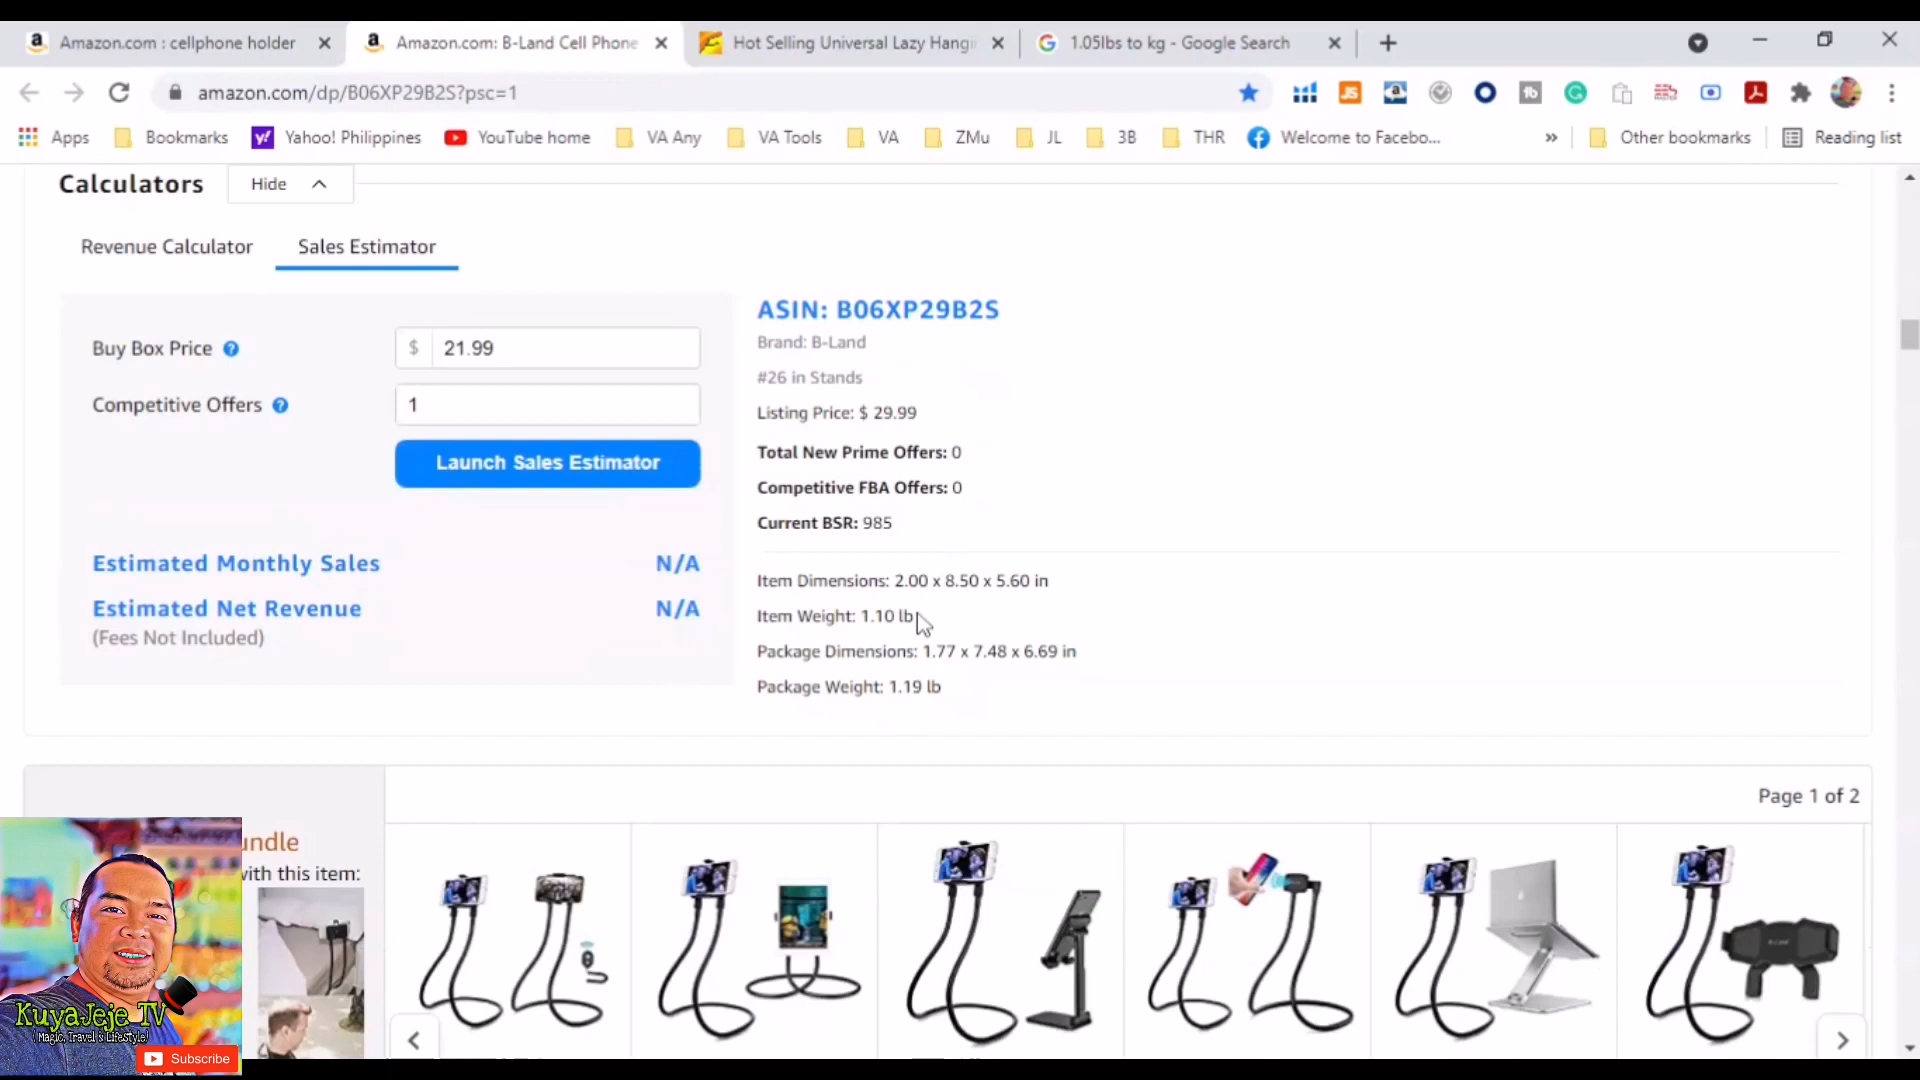 Amazon.com : cellphone holder
Amazon.com: B-Land Cell Phone
Hot Selling Universal Lazy Hangi
1.05lbs to kg - Google Search
amazon.com/dp/B06XP29B2S?psc=1
Apps
Bookmarks
Yahoo! Philippines
YouTube home
VA Any
VA Tools
VA
ZMu
JL
3B
THR
Welcome to Facebo...
»
Other bookmarks
Reading list
Calculators
Hide
Revenue Calculator
Sales Estimator
Buy Box Price
$ 21.99
Competitive Offers
1
Launch Sales Estimator
Estimated Monthly Sales N/A
Estimated Net Revenue N/A
(Fees Not Included)
ASIN: B06XP29B2S
Brand: B-Land
#26 in Stands
Listing Price: $ 29.99
Total New Prime Offers: 0
Competitive FBA Offers: 0
Current BSR: 985
Item Dimensions: 2.00 x 8.50 x 5.60 in
Item Weight: 1.10 lb
Package Dimensions: 1.77 x 7.48 x 6.69 in
Package Weight: 1.19 lb
Page 1 of 2
undle
with this item:
KuyaJeje TV
( Magic, Travel & LifeStyle)
Subscribe